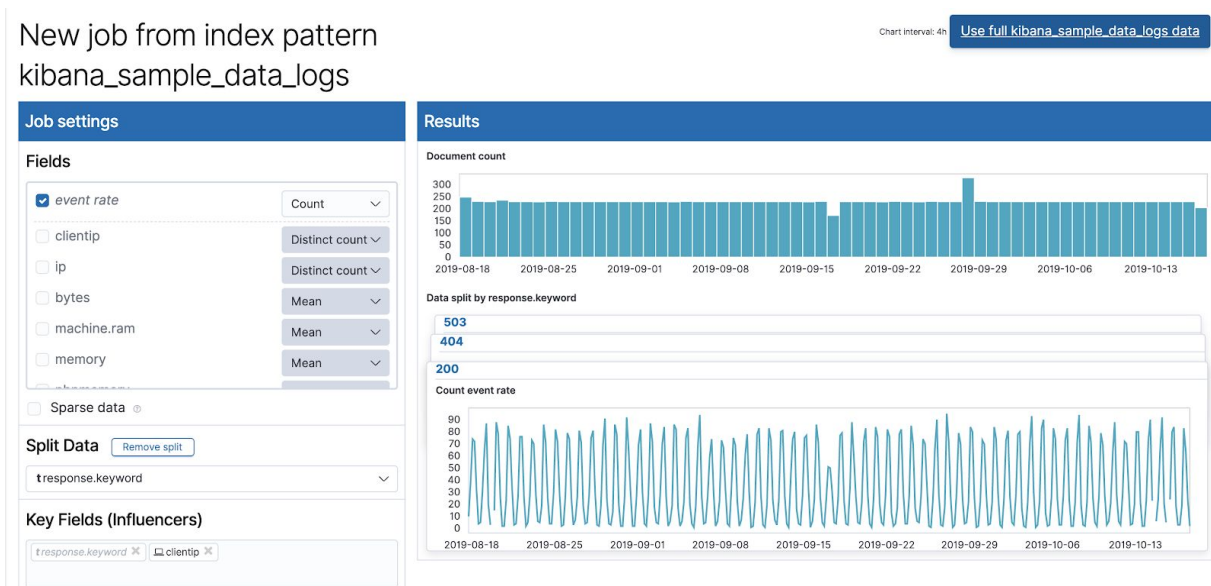 New job from index pattern
kibana_sample_data_logs
Chart interval: 4h
Use full kibana_sample_data_logs data
Job settings
Fields
event rate
Count
clientip
Distinct count
ip
Distinct count
bytes
Mean
machine.ram
Mean
memory
Mean
Sparse data
Split Data
Remove split
t response.keyword
Key Fields (Influencers)
t response.keyword
clientip
Results
Document count
300
250
200
150
100
50
0
2019-08-18 2019-08-25 2019-09-01 2019-09-08 2019-09-15 2019-09-22 2019-09-29 2019-10-06 2019-10-13
Data split by response.keyword
503
404
200
Count event rate
90
80
70
60
50
40
30
20
10
0
2019-08-18 2019-08-25 2019-09-01 2019-09-08 2019-09-15 2019-09-22 2019-09-29 2019-10-06 2019-10-13